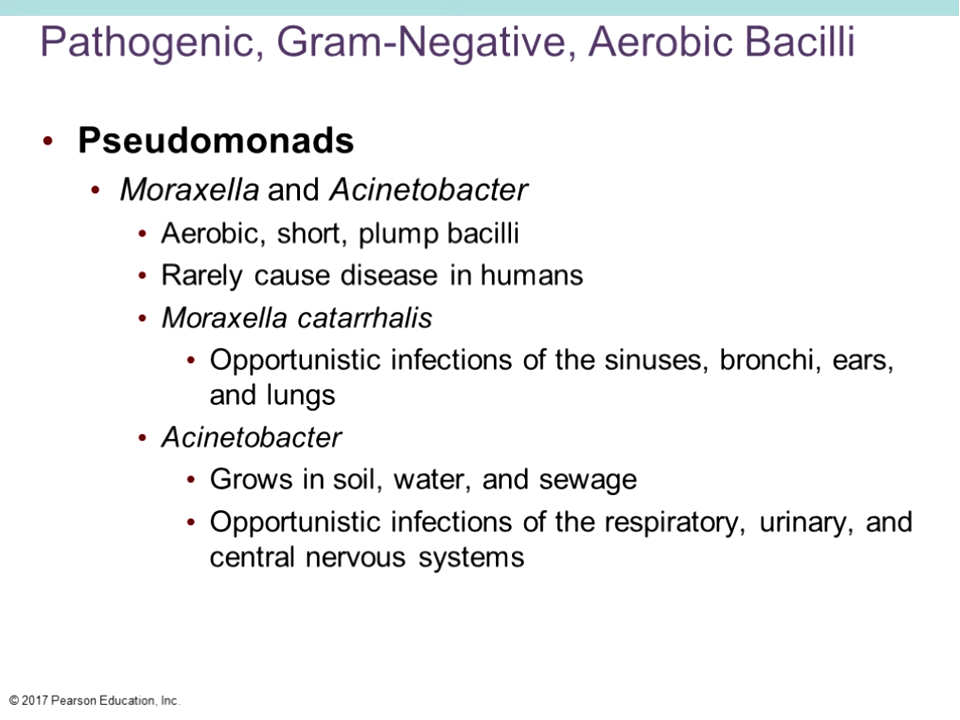 Pathogenic, Gram-Negative, Aerobic Bacilli
• Pseudomonads
• Moraxella and Acinetobacter
• Aerobic, short, plump bacilli
• Rarely cause disease in humans
• Moraxella catarrhalis
• Opportunistic infections of the sinuses, bronchi, ears,
and lungs
• Acinetobacter
• Grows in soil, water, and sewage
• Opportunistic infections of the respiratory, urinary, and
central nervous systems
© 2017 Pearson Education, Inc.